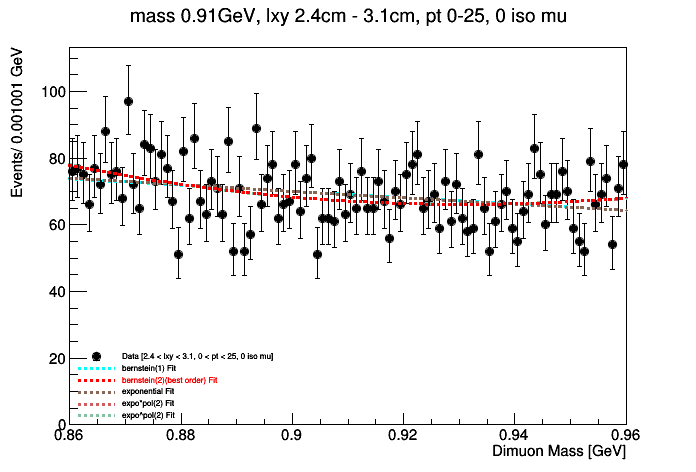 mass 0.91GeV, lxy 2.4cm - 3.1cm, pt 0-25, 0 iso mu
Events/ 0.001001 GeV
100
80
60
40
20
0
Data [2.4 < lxy < 3.1, 0 < pt < 25, 0 iso mu]
bernstein(1) Fit
bernstein(2)(best order) Fit
exponential Fit
expo*pol(2) Fit
expo^pol(2) Fit
0.86 0.88 0.9 0.92 0.94 0.96
Dimuon Mass [GeV]